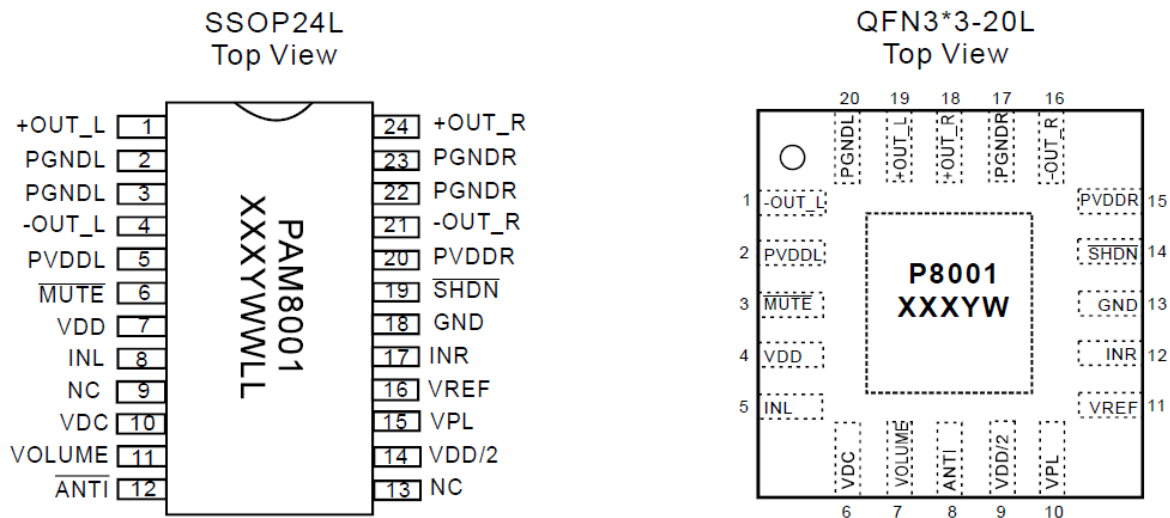 SSOP24L
Top View
+OUT_L 1
PGNDL 2
PGNDL 3
-OUT_L 4
PVDDL 5
MUTE 6
VDD 7
INL 8
NC 9
VDC 10
VOLUME 11
ANTI 12
PAM8001
XXXYWWLL
24 +OUT_R
23 PGNDR
22 PGNDR
21 -OUT_R
20 PVDDR
19 SHDN
18 GND
17 INR
16 VREF
15 VPL
14 VDD/2
13 NC
QFN3*3-20L
Top View
20 19 18 17 16
PGNDL
+OUT_L
+OUT_R
PGNDR
-OUT_R
1 -OUT_L
2 PVDDL
3 MUTE
4 VDD
5 INL
P8001
XXXYW
PVDDR 15
SHDN 14
GND 13
INR 12
VREF 11
VDC
VOLUME
ANTI
VDD/2
VPL
6 7 8 9 10